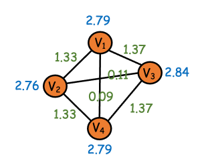 2.79
V₁
1.33
1.37
2.76
V₂
0.11
V₃
2.84
0.09
1.33
1.37
V₄
2.79